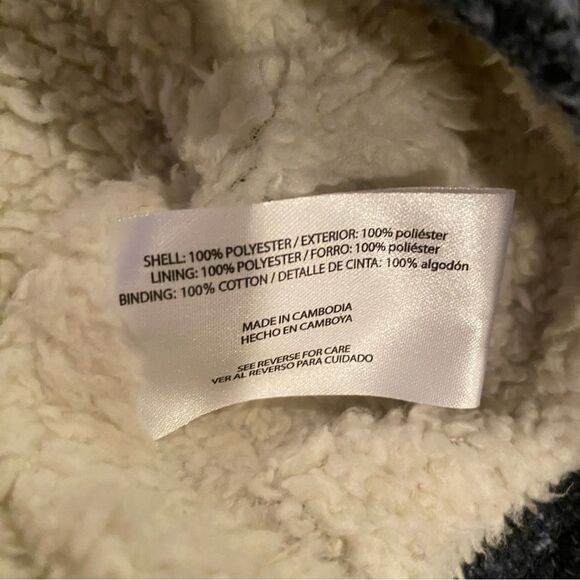 SHELL: 100% POLYESTER / EXTERIOR: 100% poliéster
LINING: 100% POLYESTER / FORRO: 100% poliéster
BINDING: 100% COTTON / DETALLE DE CINTA: 100% algodón
MADE IN CAMBODIA
HECHO EN CAMBOYA
SEE REVERSE FOR CARE
VER AL REVERSO PARA CUIDADO